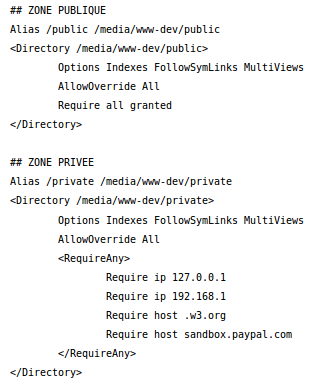 ## ZONE PUBLIQUE
Alias /public /media/www-dev/public
<Directory /media/www-dev/public>
Options Indexes FollowSymLinks MultiViews
AllowOverride All
Require all granted
</Directory>
## ZONE PRIVEE
Alias /private /media/www-dev/private
<Directory /media/www-dev/private>
Options Indexes FollowSymLinks MultiViews
AllowOverride All
<RequireAny>
Require ip 127.0.0.1
Require ip 192.168.1
Require host .w3.org
Require host sandbox.paypal.com
</RequireAny>
</Directory>